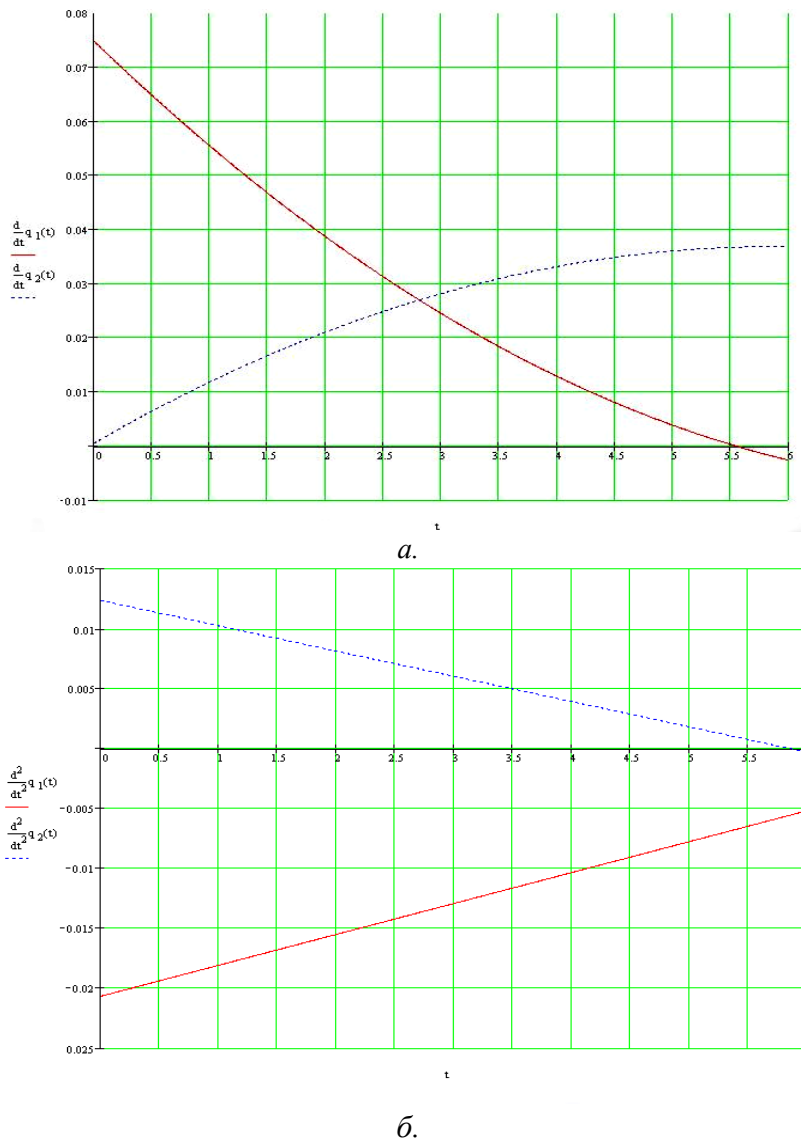 0.08
0.07
0.06
0.05
0.04
d/dt q 1(t)
0.03
d/dt q 2(t)
0.02
0.01
0 0.5 1 1.5 2 2.5 3 3.5 4 4.5 5 5.5 6
-0.01
t
а.
0.015
0.01
0.005
0 0.5 1 1.5 2 2.5 3 3.5 4 4.5 5 5.5
d²/dt² q 1(t)
-0.005
d²/dt² q 2(t)
-0.01
-0.015
-0.02
0.025
t
б.